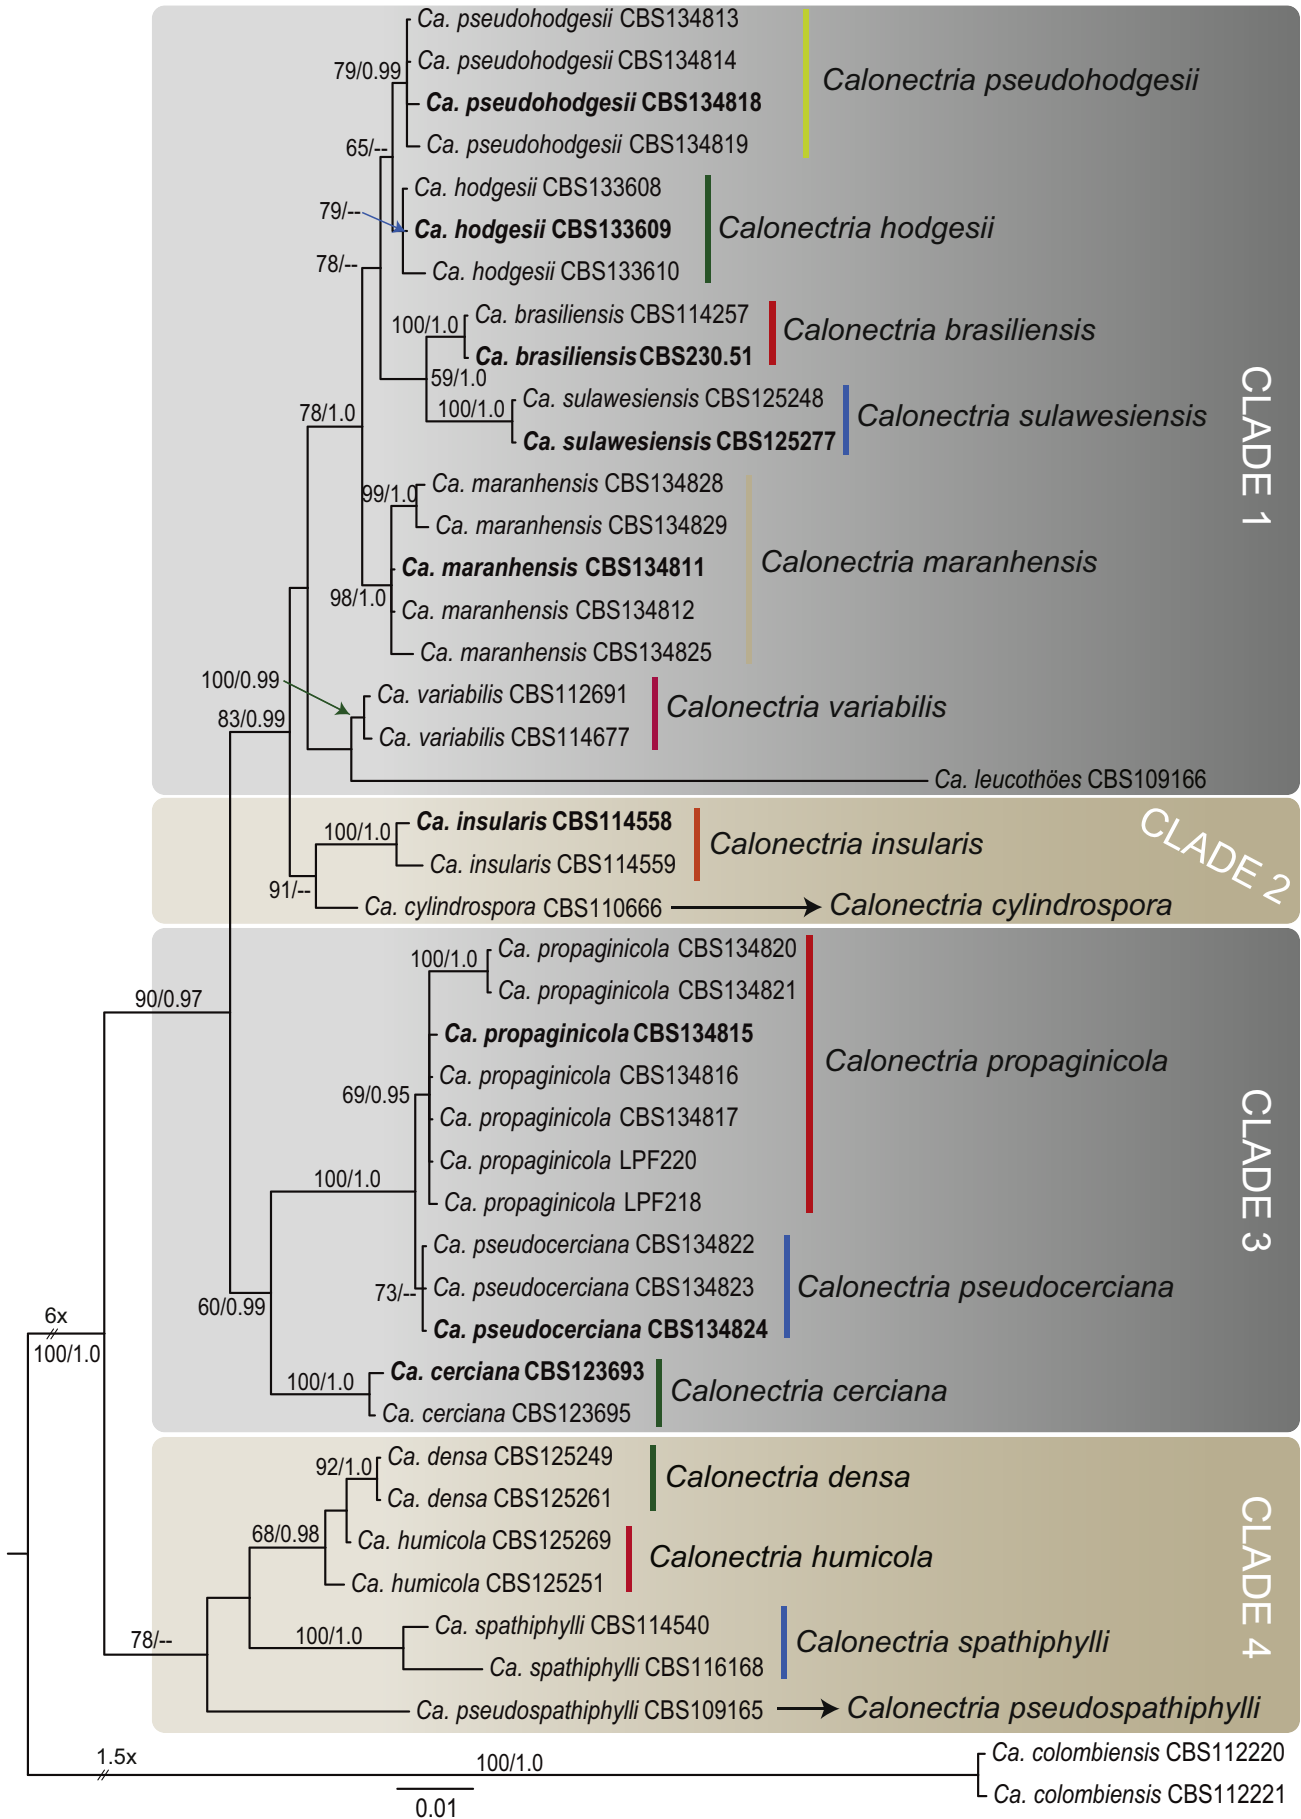 Ca. pseudohodgesii CBS134813
Ca. pseudohodgesii CBS134814
79/0.99
Calonectria pseudohodgesii
Ca. pseudohodgesii CBS134818
65/--
Ca. pseudohodgesii CBS134819
Ca. hodgesii CBS133608
79/--
Ca. hodgesii CBS133609
Calonectria hodgesii
78/--
Ca. hodgesii CBS133610
Ca. brasiliensis CBS114257
100/1.0
Calonectria brasiliensis
Ca. brasiliensis CBS230.51
59/1.0
Ca. sulawesiensis CBS125248
100/1.0
Calonectria sulawesiensis
78/1.0
Ca. sulawesiensis CBS125277
CLADE 1
Ca. maranhensis CBS134828
99/1.0
Ca. maranhensis CBS134829
Ca. maranhensis CBS134811
Calonectria maranhensis
98/1.0
Ca. maranhensis CBS134812
Ca. maranhensis CBS134825
100/0.99
Ca. variabilis CBS112691
Calonectria variabilis
83/0.99
Ca. variabilis CBS114677
Ca. leucothöes CBS109166
Ca. insularis CBS114558
100/1.0
Calonectria insularis
CLADE 2
Ca. insularis CBS114559
91/--
Ca. cylindrospora CBS110666
Calonectria cylindrospora
Ca. propaginicola CBS134820
100/1.0
Ca. propaginicola CBS134821
90/0.97
Ca. propaginicola CBS134815
Calonectria propaginicola
Ca. propaginicola CBS134816
69/0.95
Ca. propaginicola CBS134817
Ca. propaginicola LPF220
CLADE 3
100/1.0
Ca. propaginicola LPF218
Ca. pseudocerciana CBS134822
Ca. pseudocerciana CBS134823
Calonectria pseudocerciana
73/--
60/0.99
6x
Ca. pseudocerciana CBS134824
100/1.0
Ca. cerciana CBS123693
100/1.0
Calonectria cerciana
Ca. cerciana CBS123695
Ca. densa CBS125249
92/1.0
Calonectria densa
Ca. densa CBS125261
68/0.98
Ca. humicola CBS125269
Calonectria humicola
Ca. humicola CBS125251
CLADE 4
Ca. spathiphylli CBS114540
78/--
100/1.0
Calonectria spathiphylli
Ca. spathiphylli CBS116168
Ca. pseudospathiphylli CBS109165
Calonectria pseudospathiphylli
1.5x
100/1.0
Ca. colombiensis CBS112220
Ca. colombiensis CBS112221
0.01